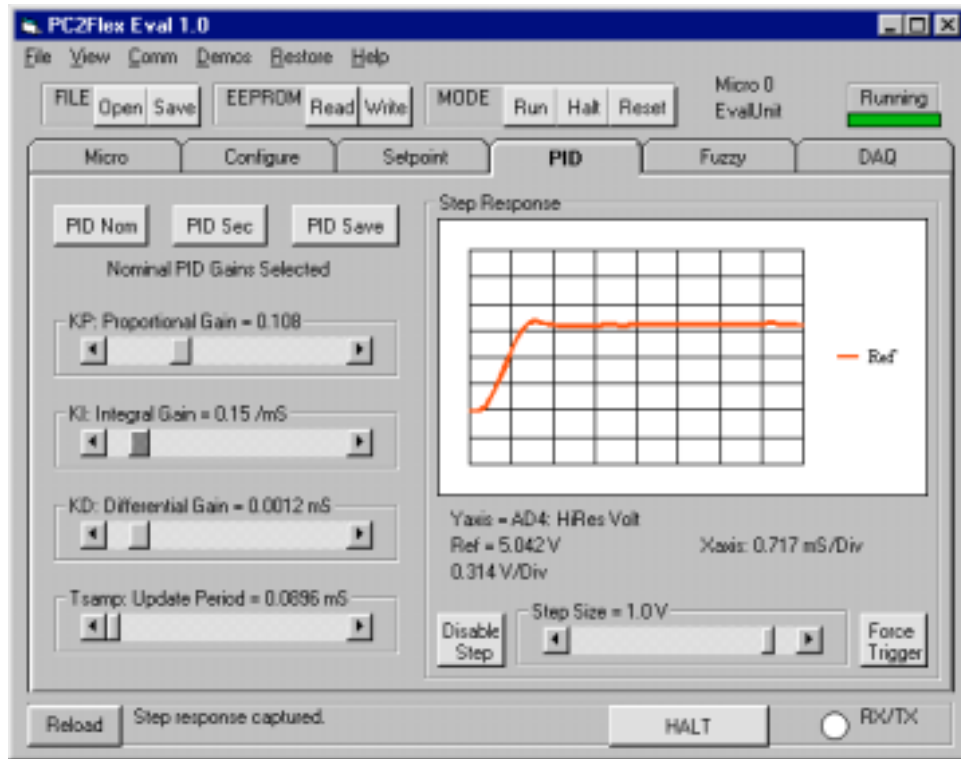 PC2Flex Eval 1.0
File View Comm Demos Restore Help
FILE Open Save EEPROM Read Write MODE Run Halt Reset Micro 0 EvalUnit Running
Micro Configure Setpoint PID Fuzzy DAQ
PID Nom PID Sec PID Save
Nominal PID Gains Selected
KP: Proportional Gain = 0.108
KI: Integral Gain = 0.15 /mS
KD: Differential Gain = 0.0012 mS
Tsamp: Update Period = 0.0896 mS
Step Response
Ref
Yaxis = AD4: HiRes Volt
Ref = 5.042 V Xaxis: 0.717 mS/Div
0.314 V/Div
Disable Step
Step Size = 1.0 V
Force Trigger
Reload Step response captured. HALT RX/TX